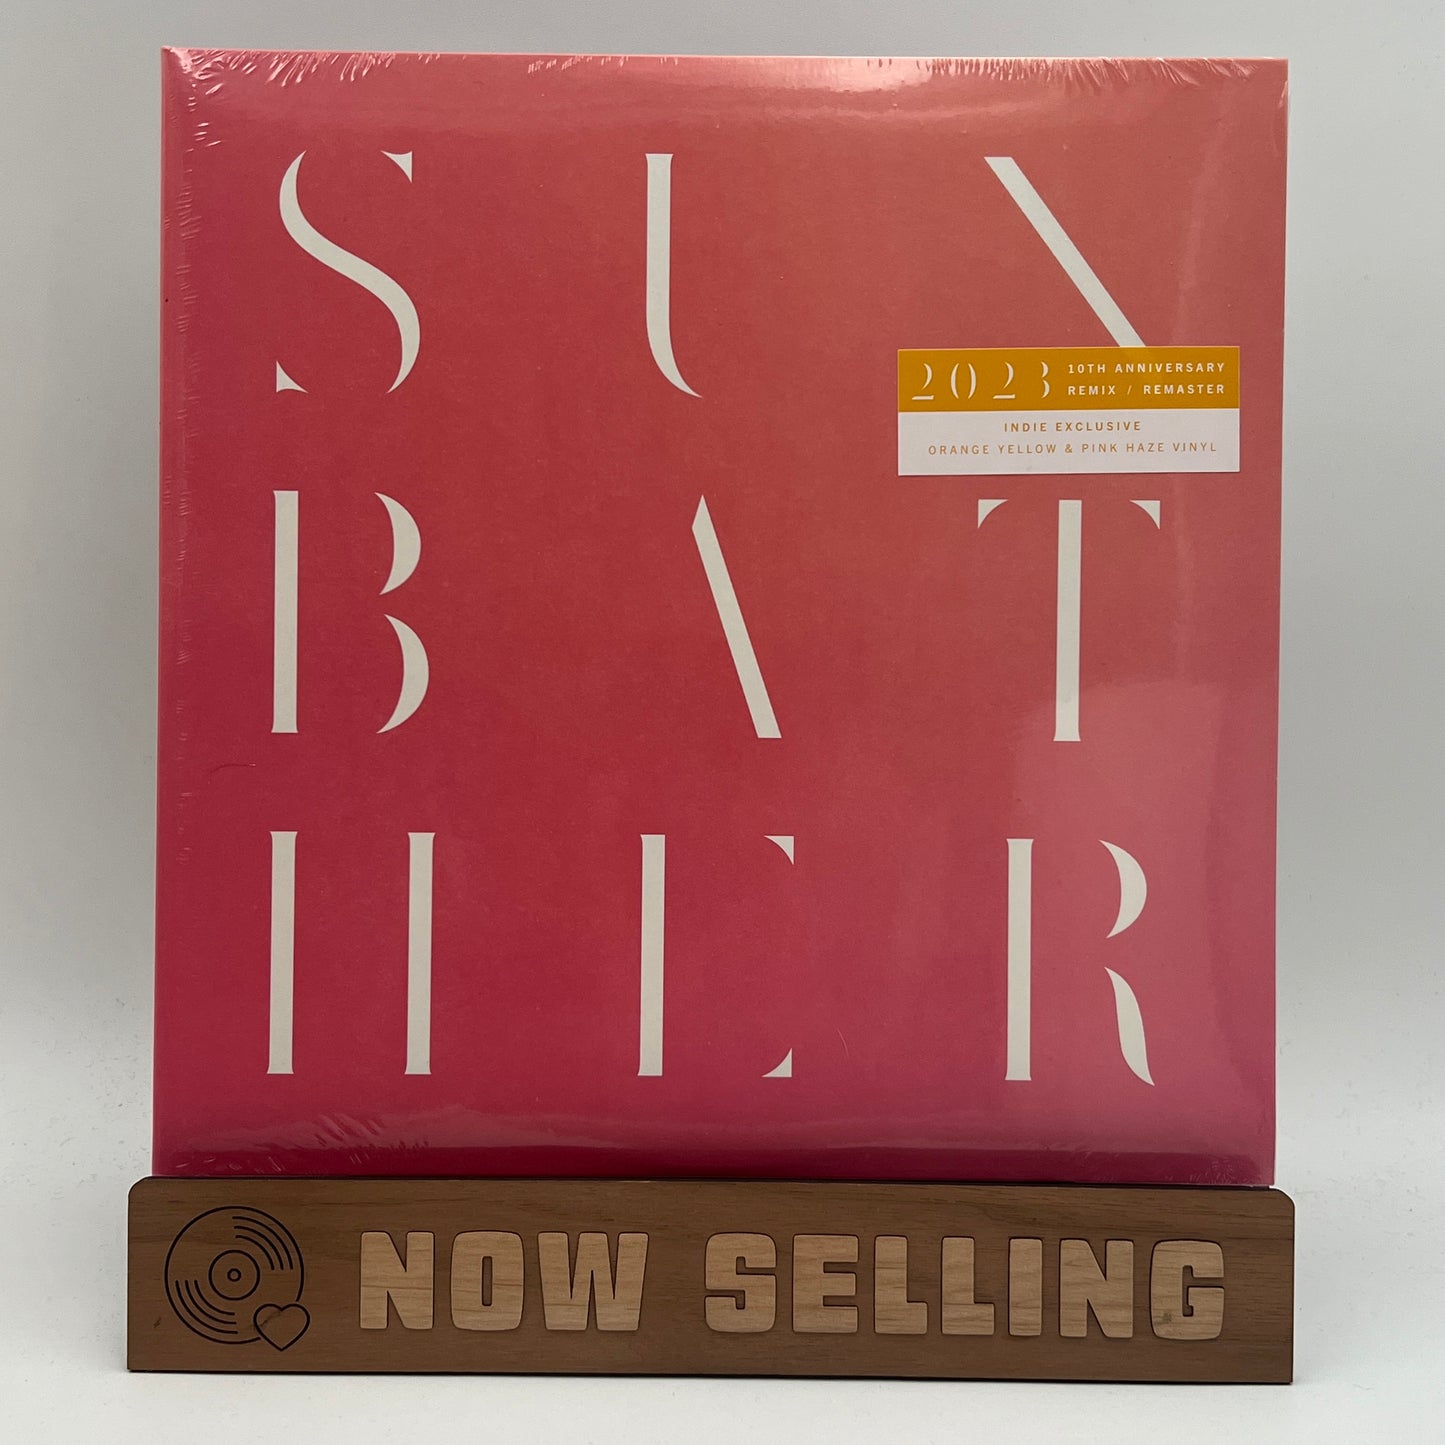 SUN
BAT
HER
2023 10TH ANNIVERSARY
REMIX / REMASTER
INDIE EXCLUSIVE
ORANGE YELLOW & PINK HAZE VINYL
NOW SELLING